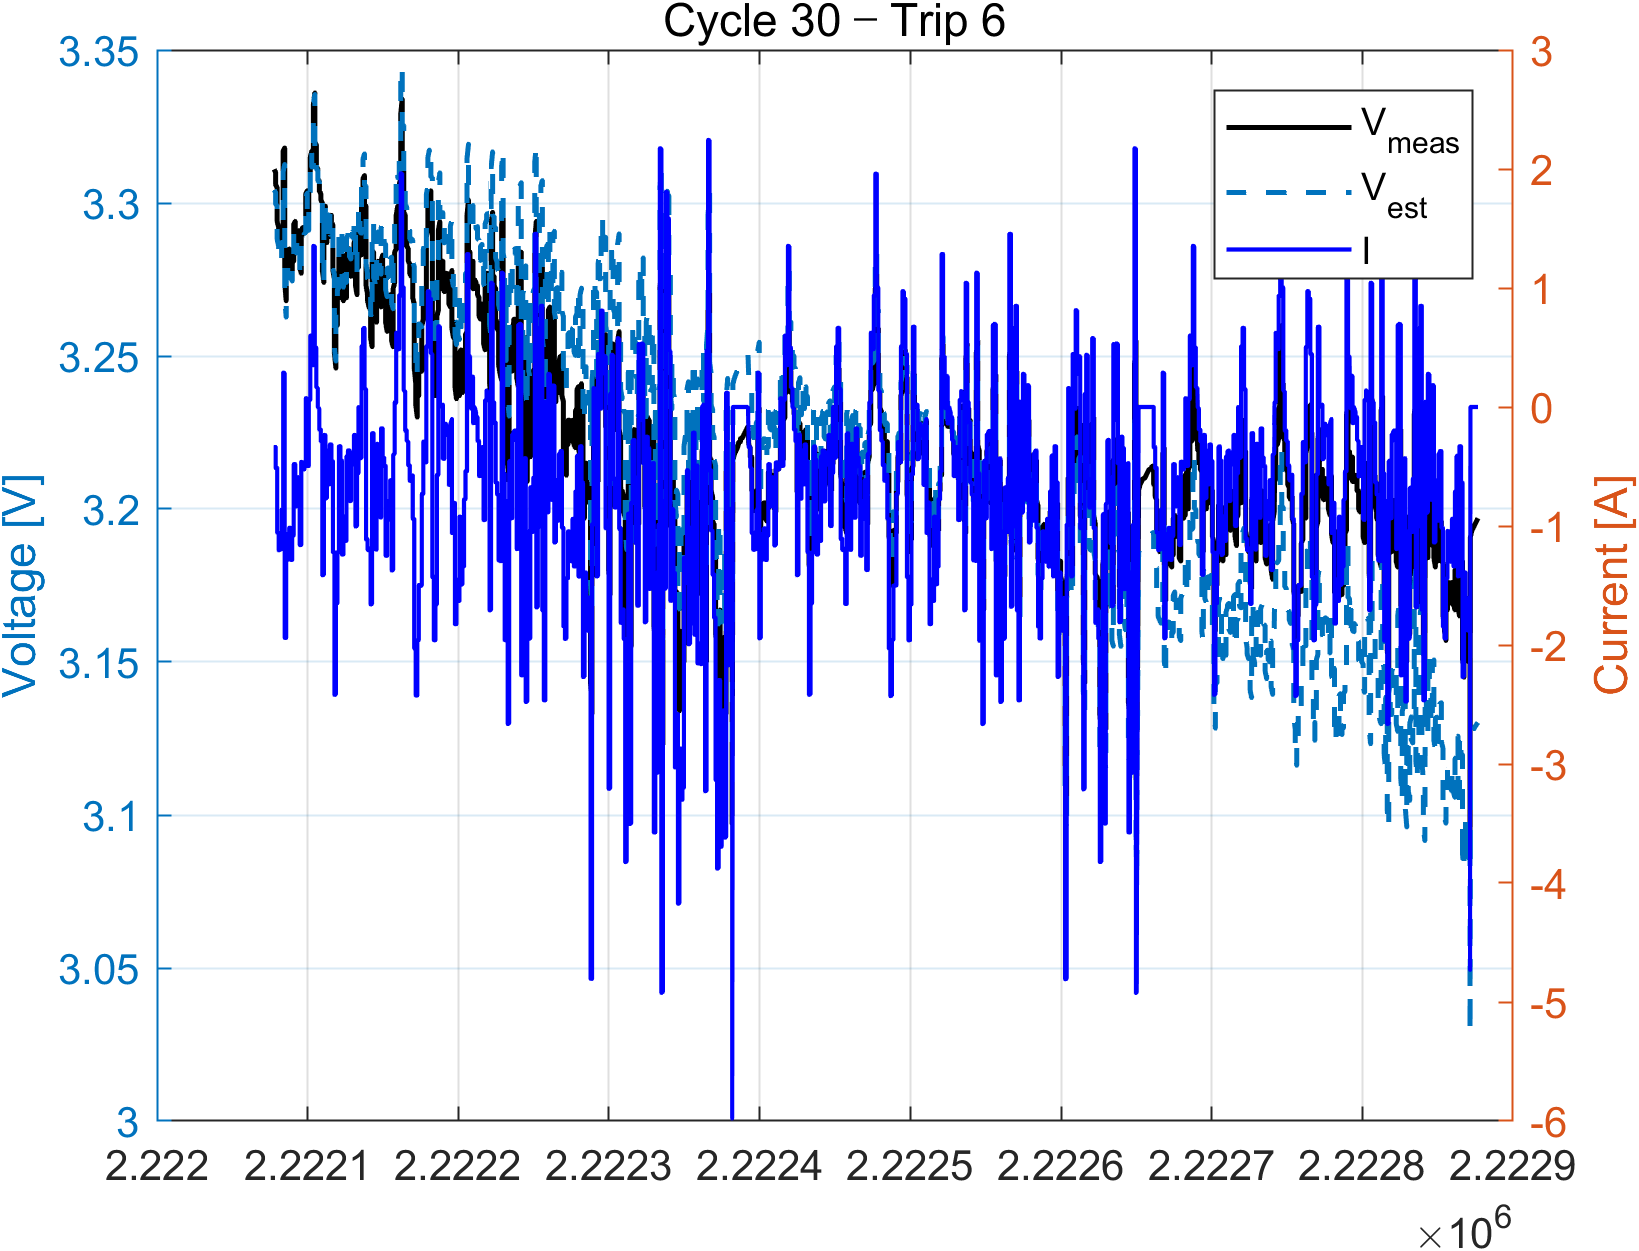 Cycle 30 – Trip 6
3.35
3.3
3.25
3.2
3.15
3.1
3.05
3
Voltage [V]
3
2
1
0
-1
-2
-3
-4
-5
-6
Current [A]
V_meas
V_est
I
2.222 2.2221 2.2222 2.2223 2.2224 2.2225 2.2226 2.2227 2.2228 2.2229
×10^6